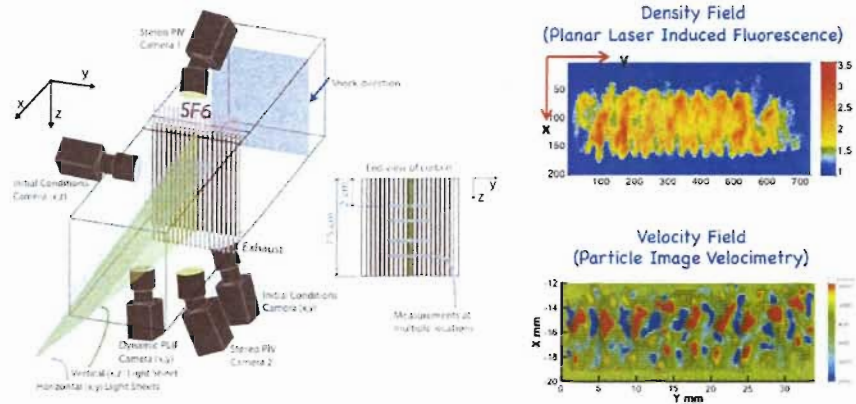 Stereo PIV
Camera 1
y
x
z
SF6
Shock direction
Initial Conditions
Camera (x,z)
Exhaust
Initial Conditions
Camera (x,y)
Dynamic PLIF
Camera (x,y)
Stereo PIV
Camera 2
Vertical (x,z) Light Sheet
Horizontal (x,y) Light Sheets
End view of curtain
y
z
Measurements at
multiple locations
Density Field
(Planar Laser Induced Fluorescence)
y
x
0
50
100
150
200
100 200 300 400 500 600 700
3.5
3
2.5
2
1.5
1
Velocity Field
(Particle Image Velocimetry)
X mm
-12
-14
-16
-18
20
0 5 10 15 20 25 30
Y mm